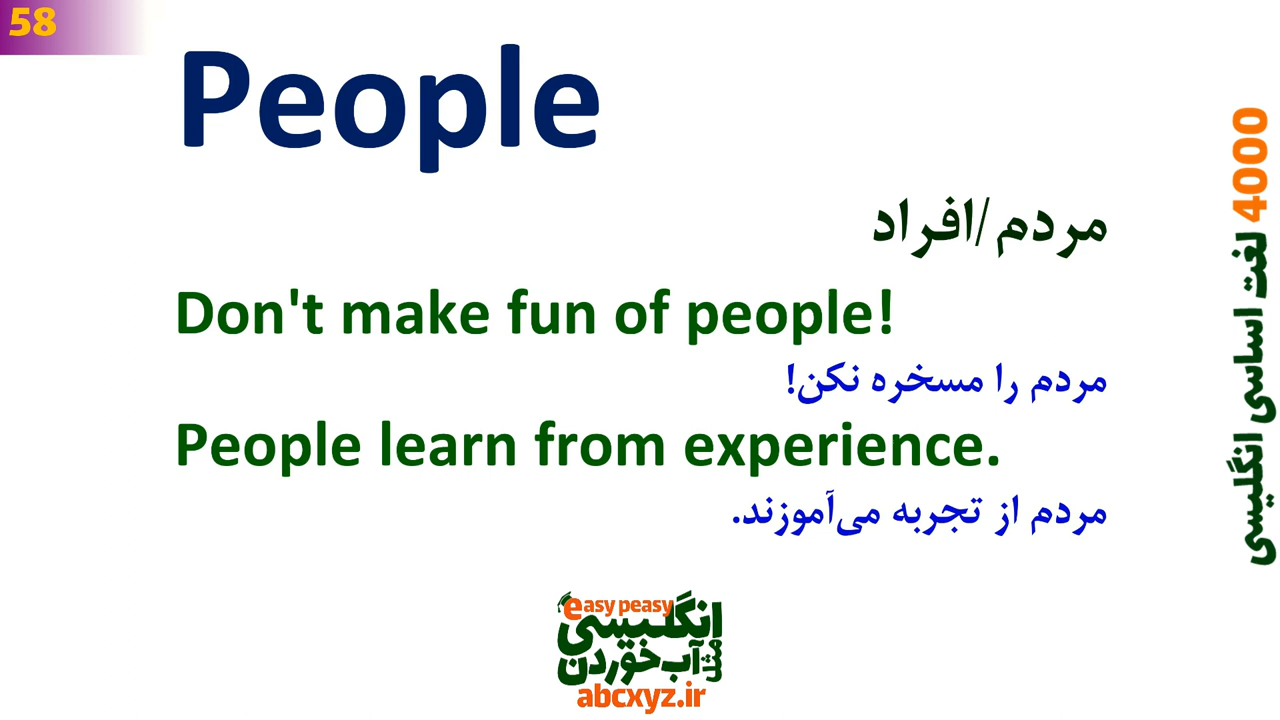 58
People
مردم/افراد
Don't make fun of people!
مردم را مسخره نکن!
People learn from experience.
مردم از تجربه می‌آموزند.
4000 لغت اساسی انگلیسی
easy peasy
انگلیسی
مثل آب خوردن
abcxyz.ir